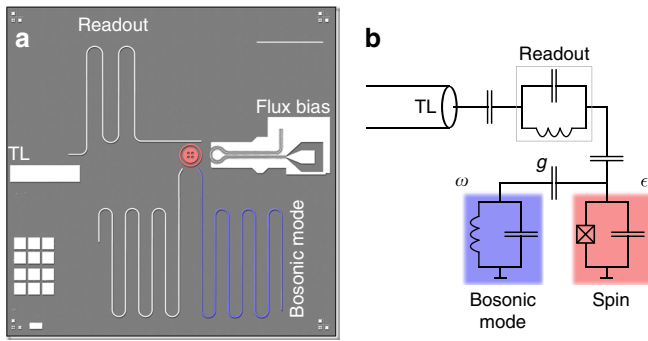 a
Readout
Flux bias
TL
Bosonic mode
b
Readout
TL
g
ω
ϵ
Bosonic
mode
Spin